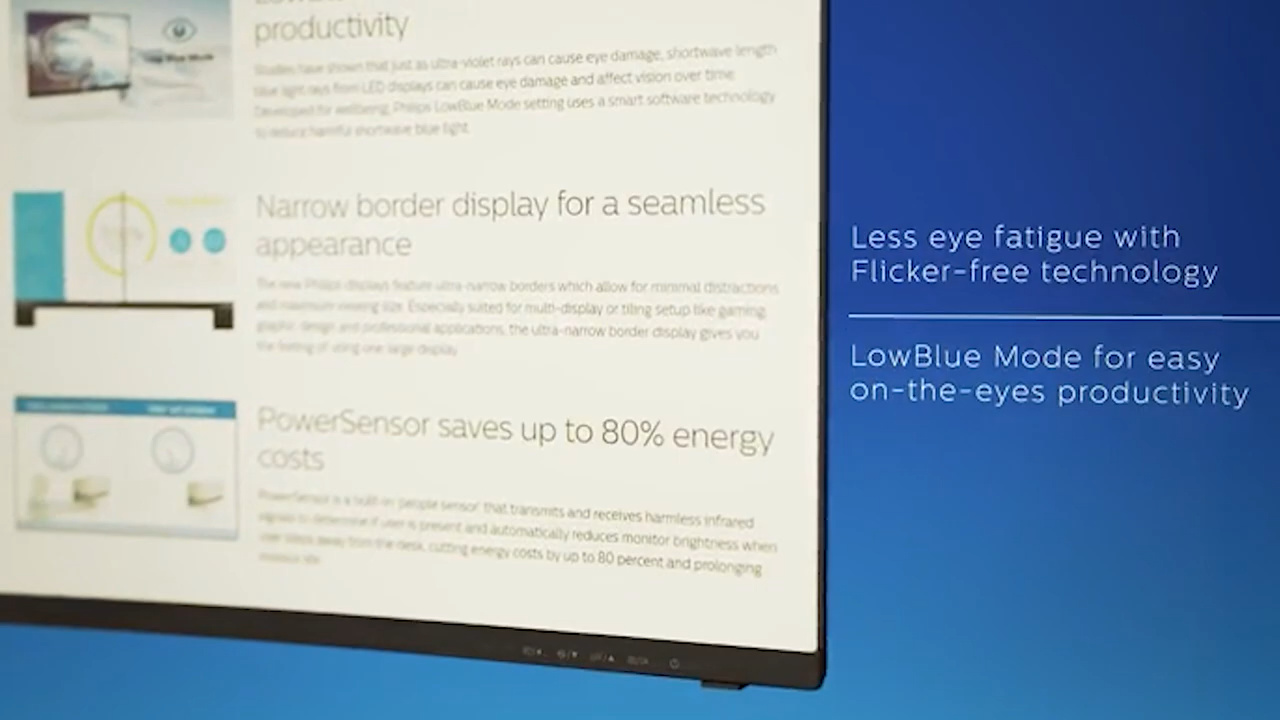 productivity
Studies have shown that just as ultra-violet rays can cause eye damage, shortwave length
blue light rays from LED displays can cause eye damage and affect vision over time.
Developed for wellbeing, Philips LowBlue Mode setting uses a smart software technology
to reduce harmful shortwave blue light.
Narrow border display for a seamless
appearance
The new Philips displays feature ultra-narrow borders which allow for minimal distractions
and maximum viewing size. Especially suited for multi-display or tiling setup like gaming,
graphic design and professional applications, the ultra-narrow border display gives you
the feeling of using one large display.
PowerSensor saves up to 80% energy
costs
PowerSensor is a built-in 'people sensor' that transmits and receives harmless infrared
signals to determine if user is present and automatically reduces monitor brightness when
user steps away from the desk, cutting energy costs by up to 80 percent and prolonging
monitor life.
Less eye fatigue with
Flicker-free technology
LowBlue Mode for easy
on-the-eyes productivity